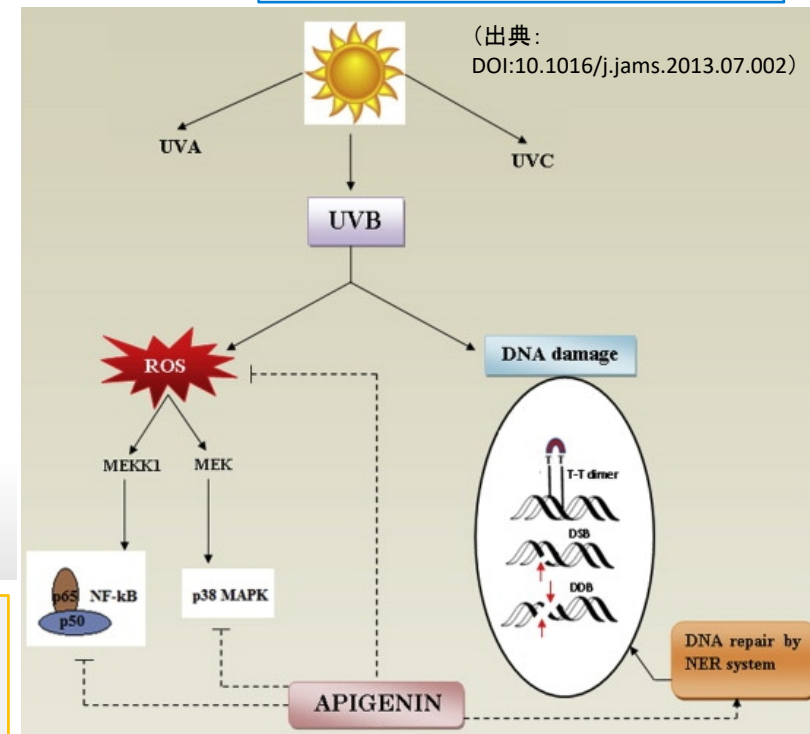 （出典：
DOI:10.1016/j.jams.2013.07.002）
UVA
UVC
UVB
ROS
DNA damage
MEKK1
MEK
T T
T-T dimer
DSB
DDB
p65
NF-kB
p50
p38 MAPK
DNA repair by
NER system
APIGENIN